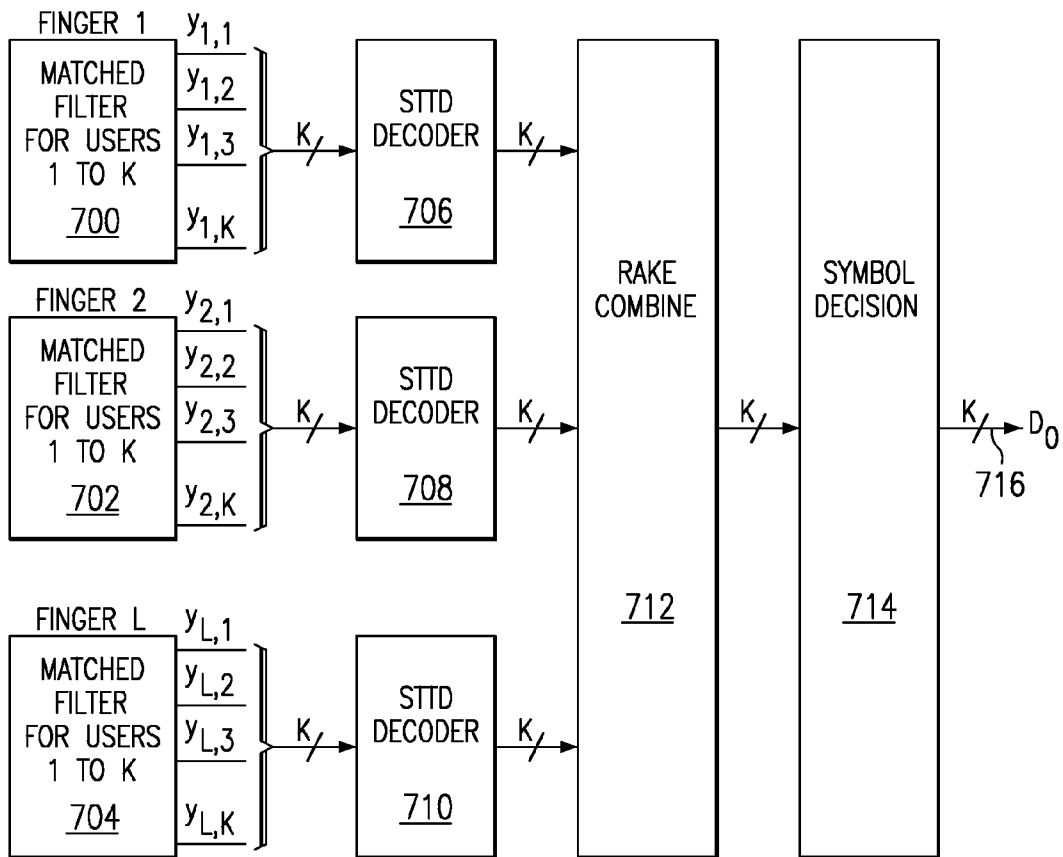 FINGER 1
MATCHED
FILTER
FOR USERS
1 TO K
700
y1,1
y1,2
y1,3
y1,K
K
STTD
DECODER
706
K
FINGER 2
MATCHED
FILTER
FOR USERS
1 TO K
702
y2,1
y2,2
y2,3
y2,K
K
STTD
DECODER
708
K
FINGER L
MATCHED
FILTER
FOR USERS
1 TO K
704
yL,1
yL,2
yL,3
yL,K
K
STTD
DECODER
710
K
RAKE
COMBINE
712
K
SYMBOL
DECISION
714
K
D0
716